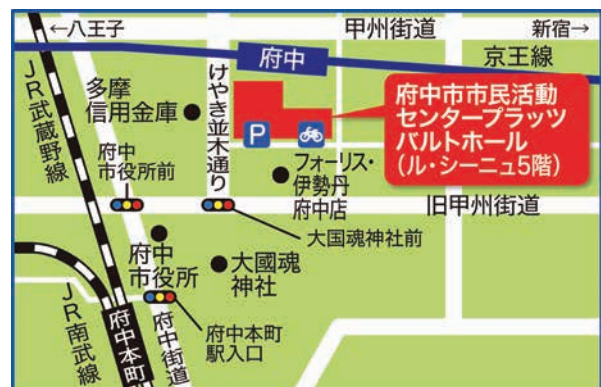 ←八王子
甲州街道
新宿→
京王線
府中
JR武蔵野線
多摩
信用金庫
けやき並木通り
府中市市民活動
センタープラッツ
バルトホール
(ル・シーニュ5階)
P
府中
市役所前
フォーリス・
伊勢丹
府中店
旧甲州街道
大国魂神社前
府中
市役所
大國魂
神社
JR南武線
府中本町
府中街道
府中本町
駅入口